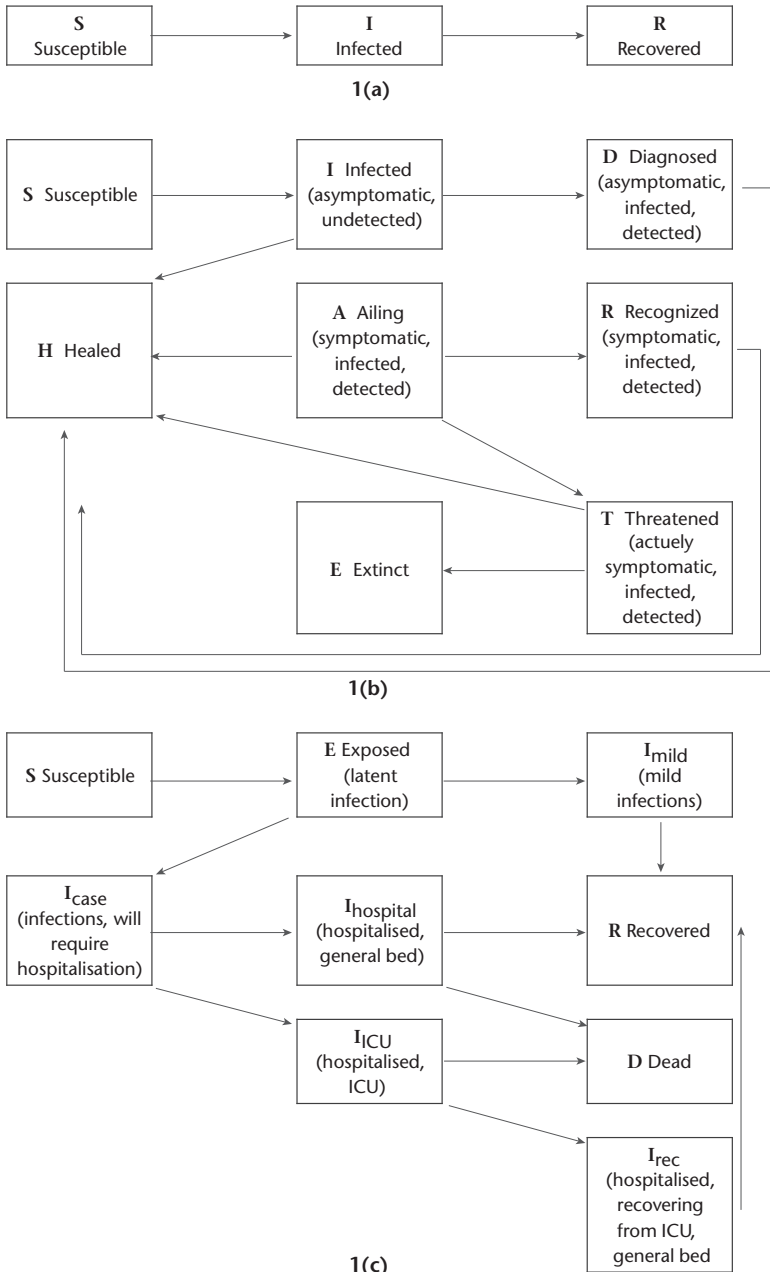 S
Susceptible
I
Infected
R
Recovered
1(a)
S Susceptible
I Infected
(asymptomatic,
undetected)
D Diagnosed
(asymptomatic,
infected,
detected)
H Healed
A Ailing
(symptomatic,
infected,
detected)
R Recognized
(symptomatic,
infected,
detected)
E Extinct
T Threatened
(actuely
symptomatic,
infected,
detected)
1(b)
S Susceptible
E Exposed
(latent
infection)
Imild
(mild
infections)
Icase
(infections, will
require
hospitalisation)
Ihospital
(hospitalised,
general bed)
R Recovered
IICU
(hospitalised,
ICU)
D Dead
Irec
(hospitalised,
recovering
from ICU,
general bed
1(c)